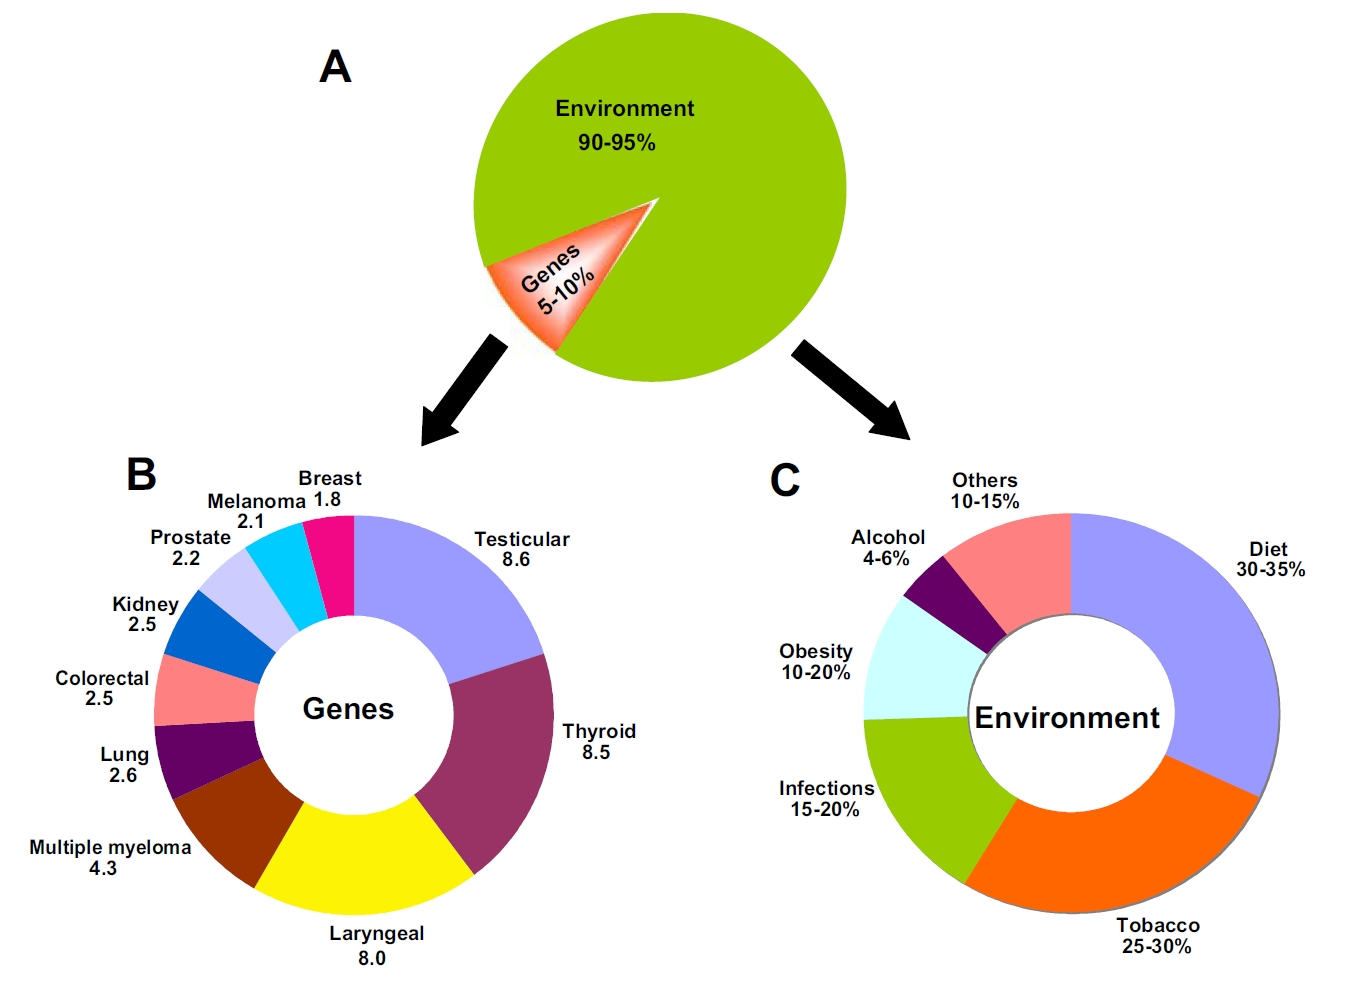 A
Environment
90-95%
Genes
5-10%
B
Breast
1.8
Melanoma
2.1
Prostate
2.2
Kidney
2.5
Colorectal
2.5
Lung
2.6
Multiple myeloma
4.3
Laryngeal
8.0
Thyroid
8.5
Testicular
8.6
Genes
C
Others
10-15%
Alcohol
4-6%
Obesity
10-20%
Infections
15-20%
Tobacco
25-30%
Diet
30-35%
Environment